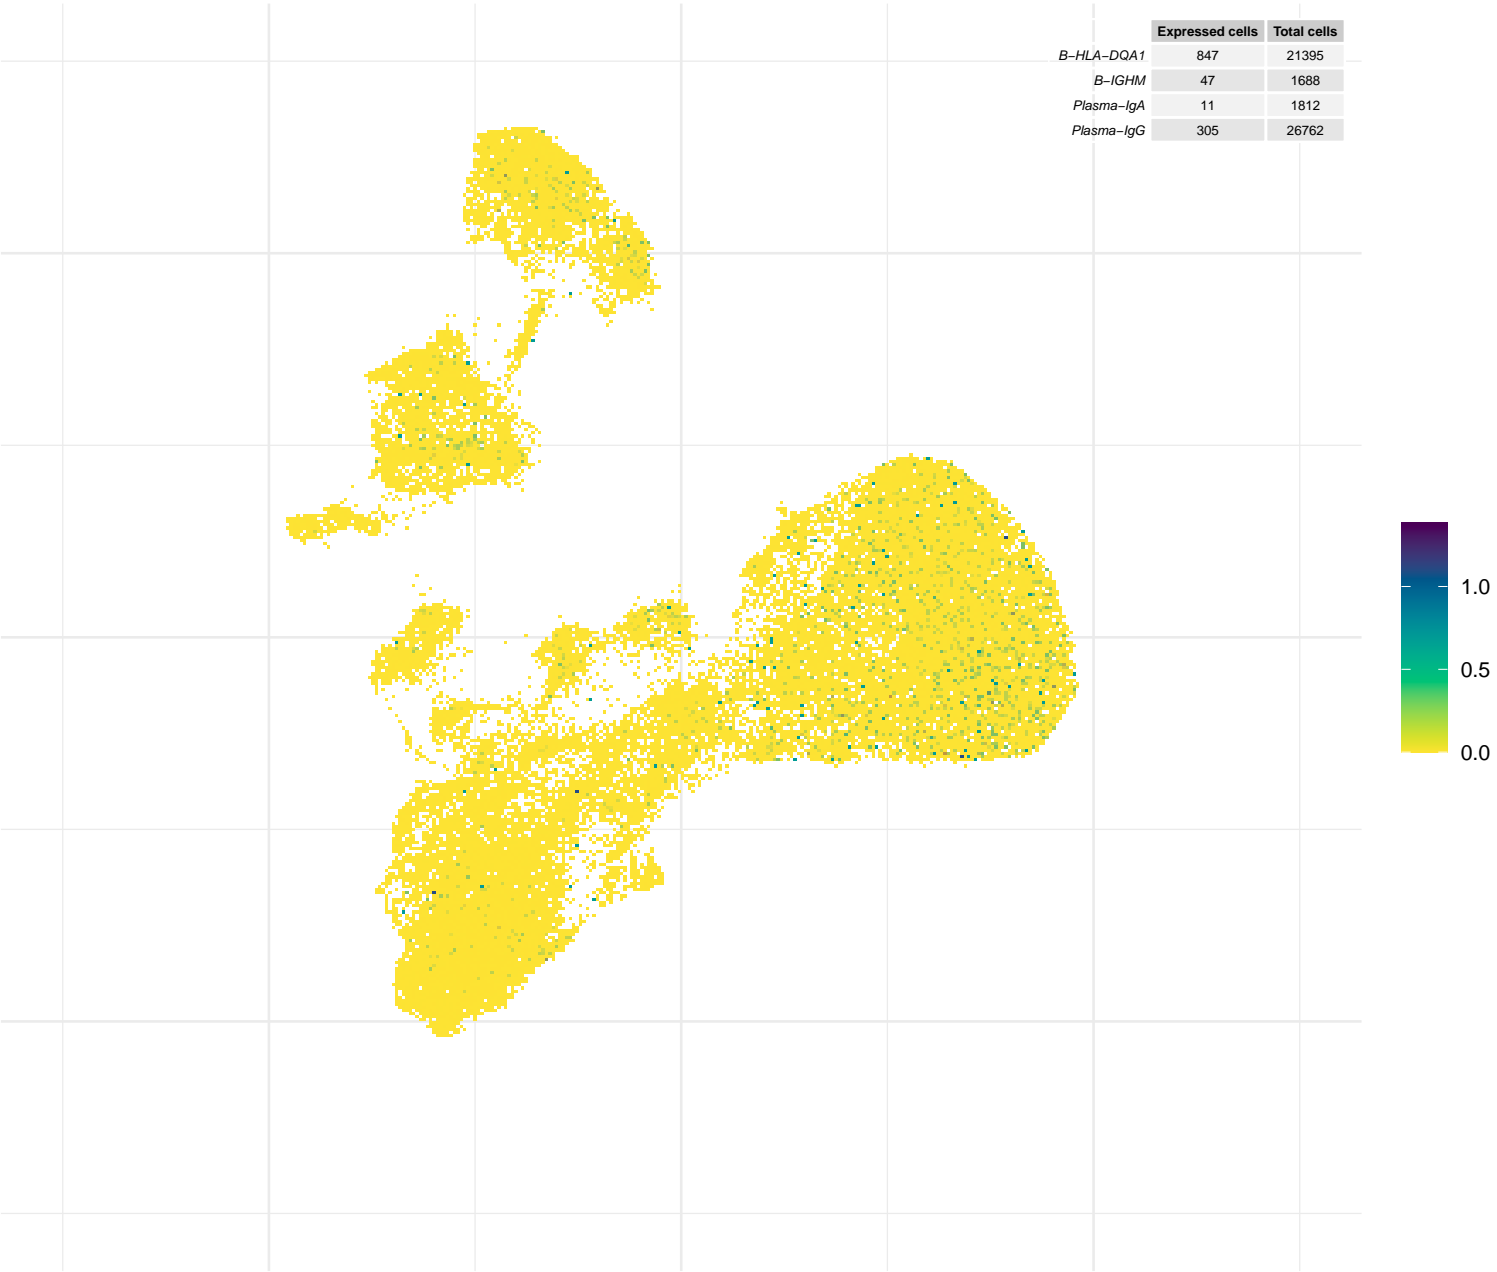 Expressed cells Total cells
B−HLA−DQA1 847 21395
B−IGHM 47 1688
Plasma−IgA 11 1812
Plasma−IgG 305 26762
1.0
0.5
0.0